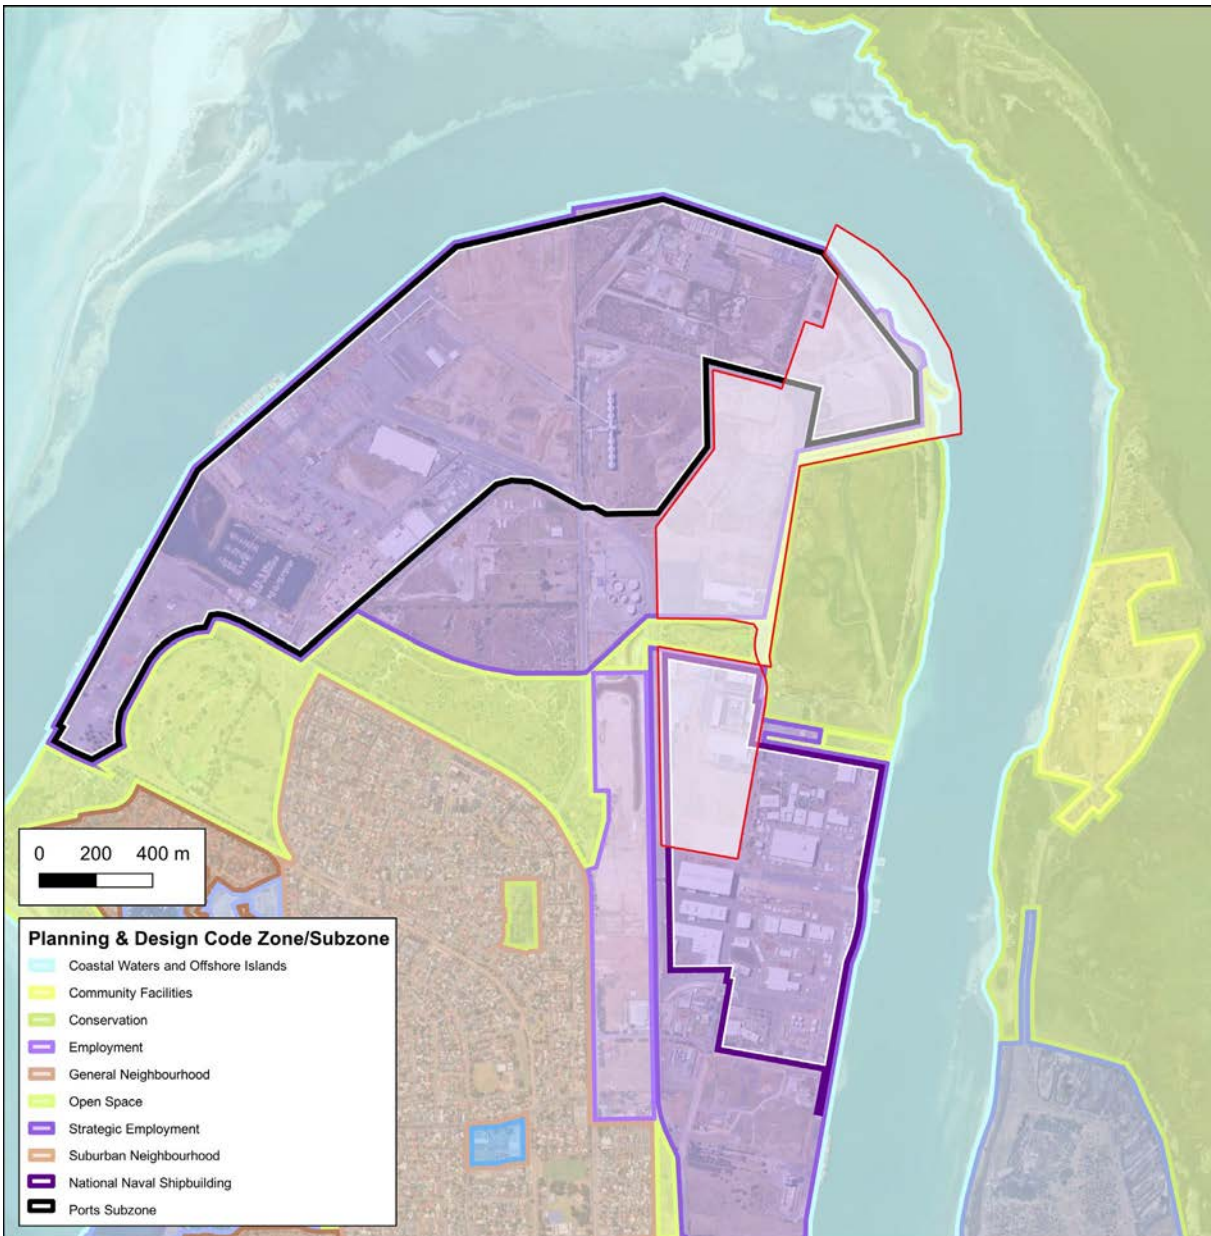 0 200 400 m
Planning & Design Code Zone/Subzone
Coastal Waters and Offshore Islands
Community Facilities
Conservation
Employment
General Neighbourhood
Open Space
Strategic Employment
Suburban Neighbourhood
National Naval Shipbuilding
Ports Subzone